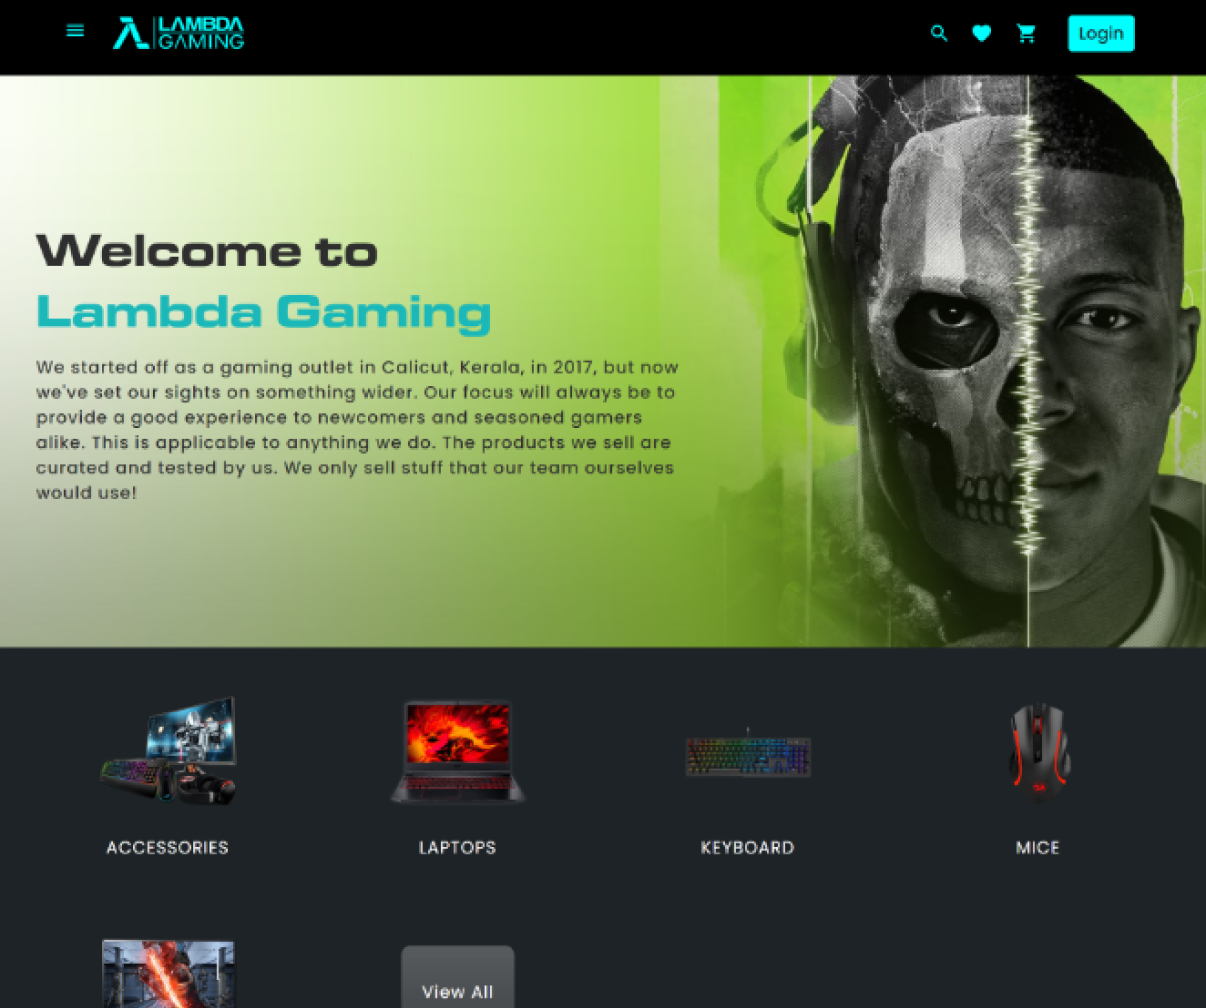 LAMBDA
GAMING
Login
Welcome to
Lambda Gaming
We started off as a gaming outlet in Calicut, Kerala, in 2017, but now
we've set our sights on something wider. Our focus will always be to
provide a good experience to newcomers and seasoned gamers
alike. This is applicable to anything we do. The products we sell are
curated and tested by us. We only sell stuff that our team ourselves
would use!
ACCESSORIES
LAPTOPS
KEYBOARD
MICE
View All